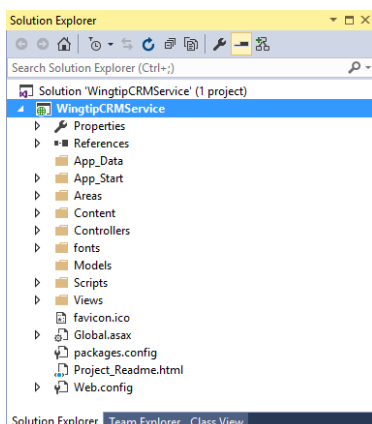 Solution Explorer
Search Solution Explorer (Ctrl+;)
Solution 'WingtipCRMService' (1 project)
WingtipCRMService
Properties
References
App_Data
App_Start
Areas
Content
Controllers
fonts
Models
Scripts
Views
favicon.ico
Global.asax
packages.config
Project_Readme.html
Web.config
Solution Explorer Team Explorer Class View